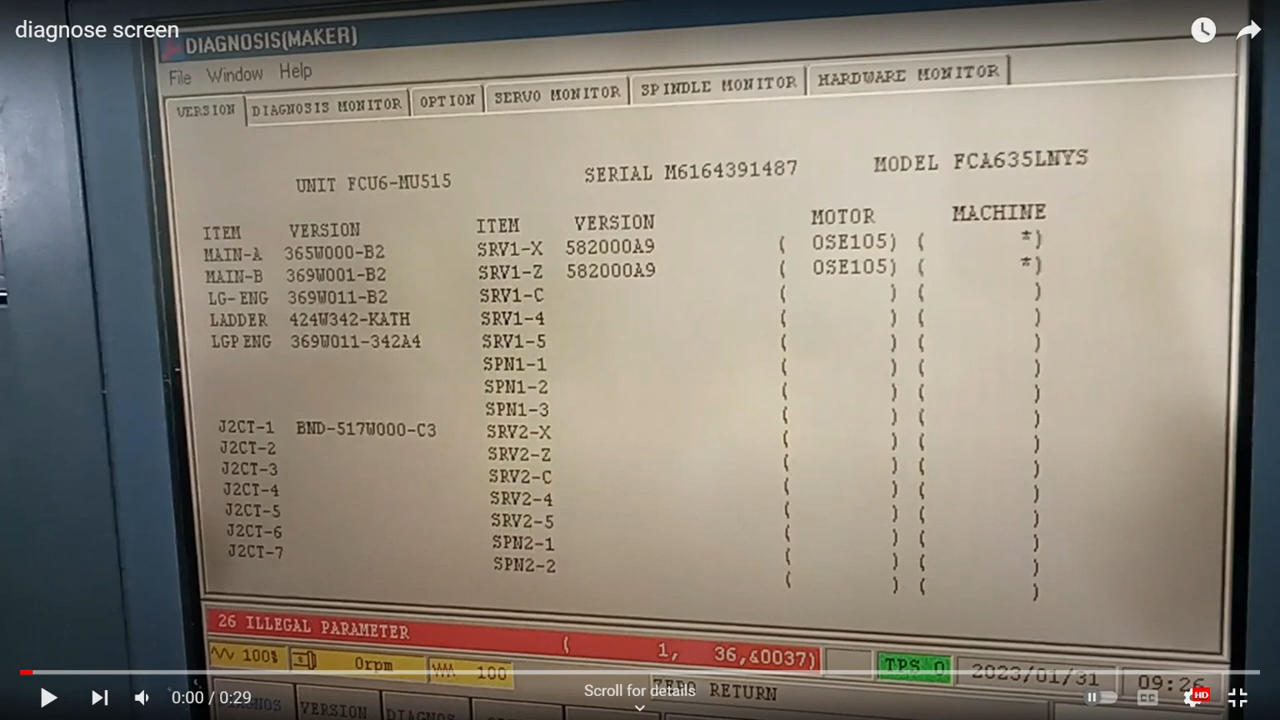 diagnose screen
DIAGNOSIS(MAKER)
File Window Help
VERSION DIAGNOSIS MONITOR OPTION SERVO MONITOR SPINDLE MONITOR HARDWARE MONITOR
UNIT FCU6-MU515 SERIAL M6164391487 MODEL FCA635LNYS
ITEM VERSION ITEM VERSION MOTOR MACHINE
MAIN-A 365W000-B2 SRV1-X 582000A9 ( OSE105) ( *)
MAIN-B 369W001-B2 SRV1-Z 582000A9 ( OSE105) ( *)
LG-ENG 369W011-B2 SRV1-C ( ) ( )
LADDER 424W342-KATH SRV1-4 ( ) ( )
LGPENG 369W011-342A4 SRV1-5 ( ) ( )
SPN1-1 ( ) ( )
SPN1-2 ( ) ( )
SPN1-3 ( ) ( )
J2CT-1 BND-517W000-C3 SRV2-X ( ) ( )
J2CT-2 SRV2-Z ( ) ( )
J2CT-3 SRV2-C ( ) ( )
J2CT-4 SRV2-4 ( ) ( )
J2CT-5 SRV2-5 ( ) ( )
J2CT-6 SPN2-1 ( ) ( )
J2CT-7 SPN2-2 ( ) ( )
26 ILLEGAL PARAMETER ( 1, 36,&0037)
100% 0rpm 100 TPS 0 2023/01/31 09:26
ZERO RETURN
VERSION
0:00 / 0:29
Scroll for details
CC
HD